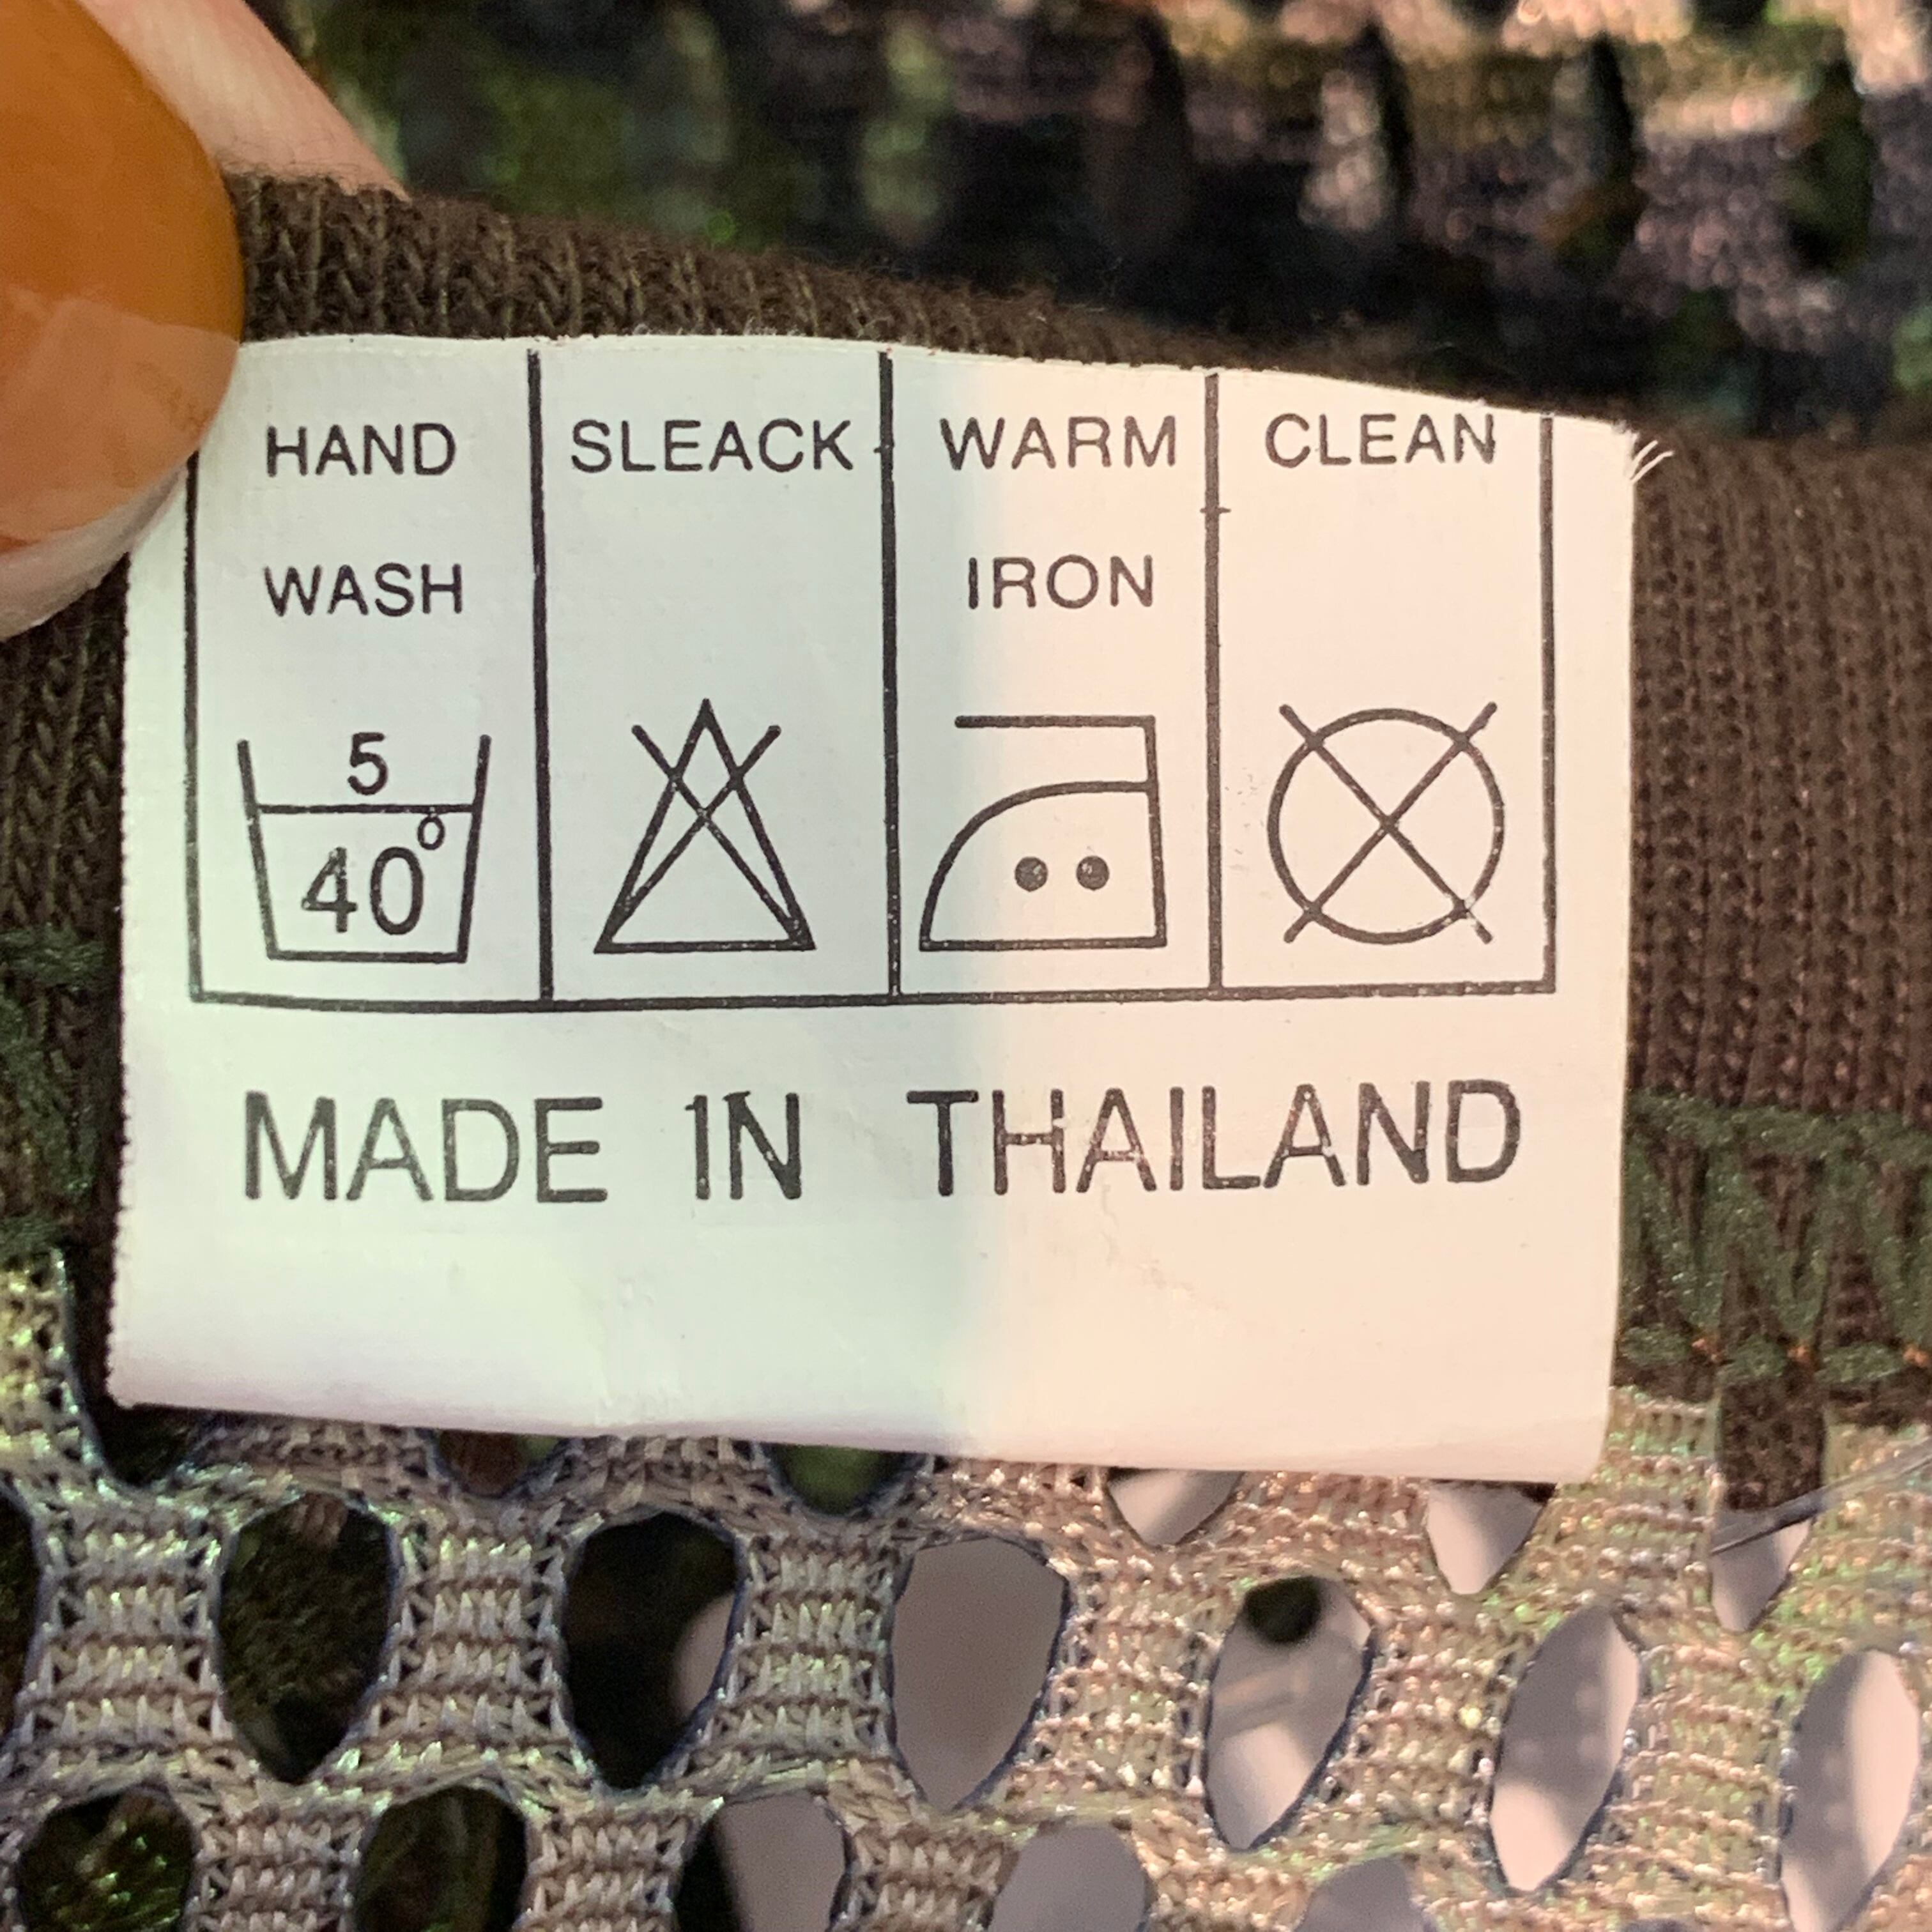 HAND WASH
SLEACK
WARM IRON
CLEAN
5
40°
MADE IN THAILAND